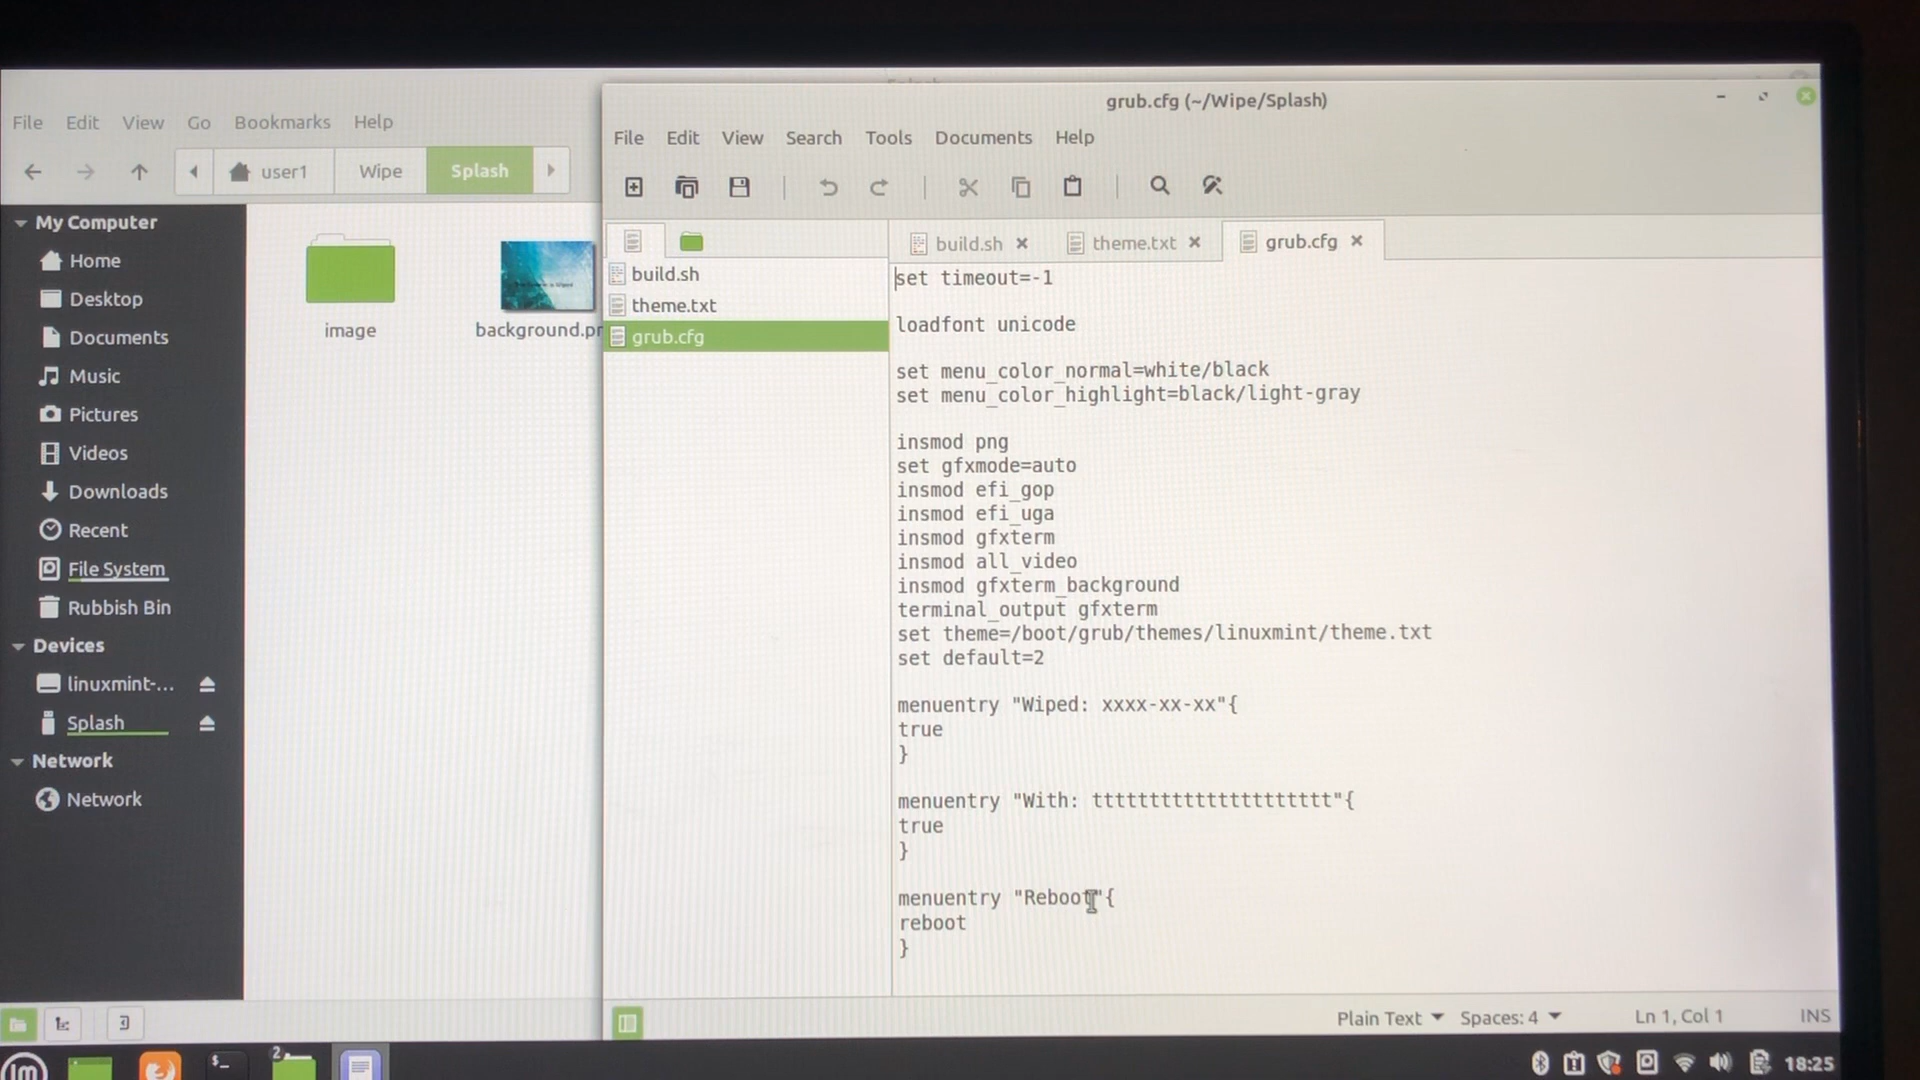 File Edit View Go Bookmarks Help
user1 Wipe Splash
My Computer
Home
Desktop
Documents
Music
Pictures
Videos
Downloads
Recent
File System
Rubbish Bin
Devices
linuxmint-...
Splash
Network
Network
image
background.pn
grub.cfg (~/Wipe/Splash)
File Edit View Search Tools Documents Help
build.sh
theme.txt
grub.cfg
build.sh theme.txt grub.cfg
set timeout=-1
loadfont unicode
set menu_color_normal=white/black
set menu_color_highlight=black/light-gray
insmod png
set gfxmode=auto
insmod efi_gop
insmod efi_uga
insmod gfxterm
insmod all_video
insmod gfxterm_background
terminal_output gfxterm
set theme=/boot/grub/themes/linuxmint/theme.txt
set default=2
menuentry "Wiped: xxxx-xx-xx"{
true
}
menuentry "With: ttttttttttttttttttttt"{
true
}
menuentry "Reboot"{
reboot
}
Plain Text Spaces: 4 Ln 1, Col 1 INS
2
18:25